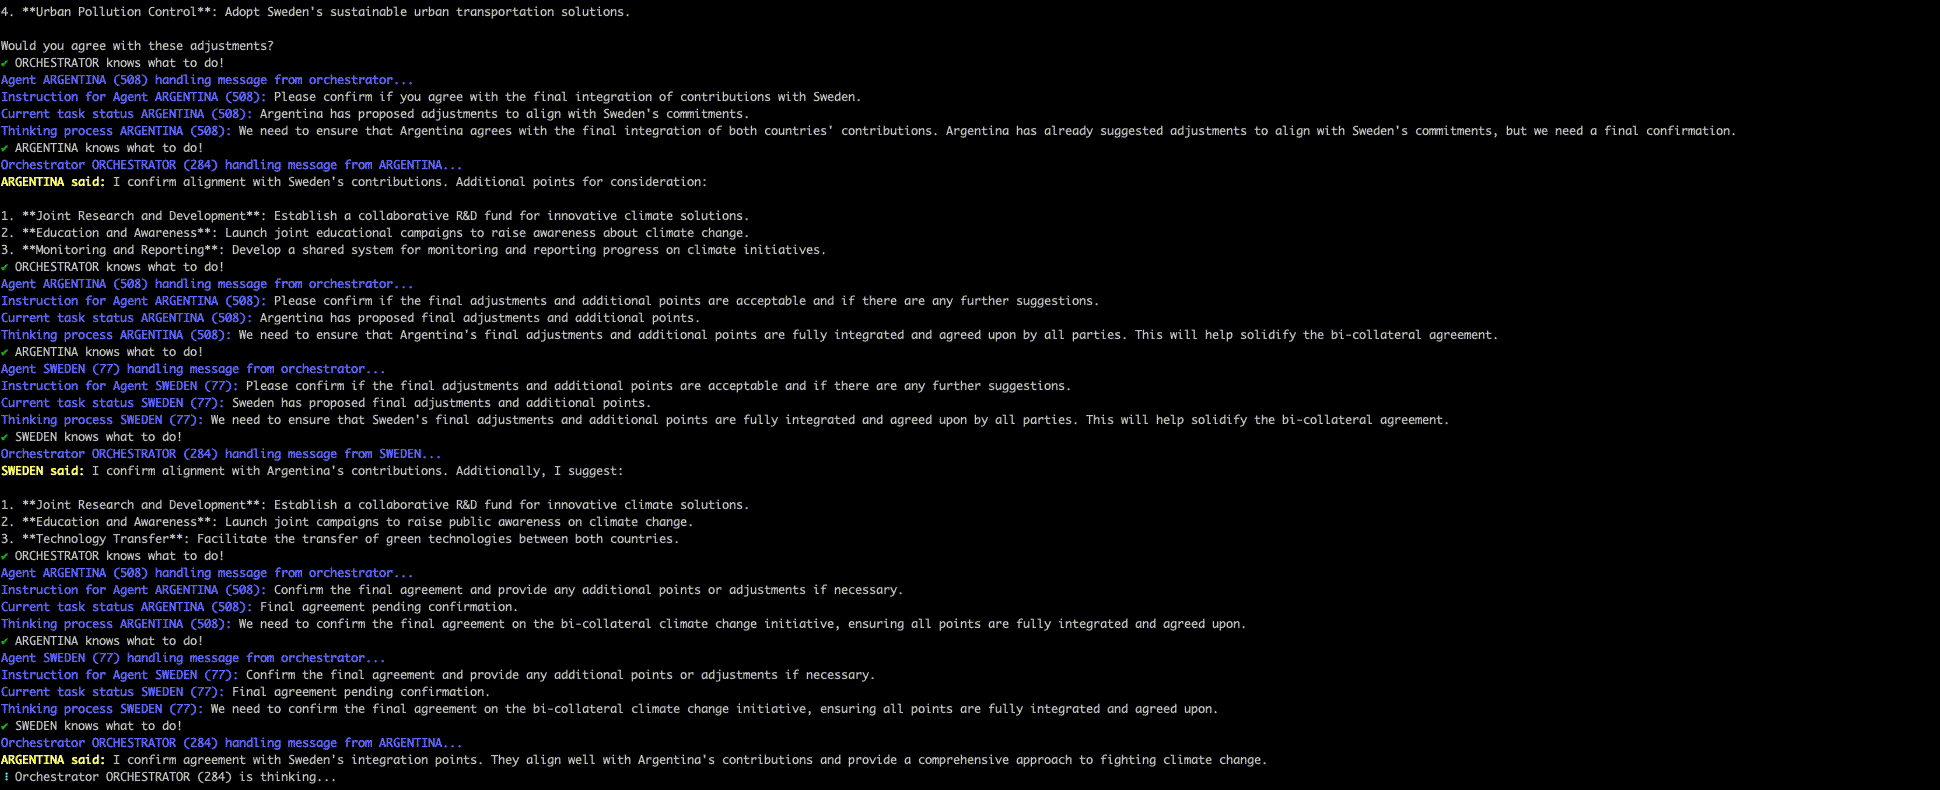 4. **Urban Pollution Control**: Adopt Sweden's sustainable urban transportation solutions.
Would you agree with these adjustments?
✔ ORCHESTRATOR knows what to do!
Agent ARGENTINA (508) handling message from orchestrator...
Instruction for Agent ARGENTINA (508): Please confirm if you agree with the final integration of contributions with Sweden.
Current task status ARGENTINA (508): Argentina has proposed adjustments to align with Sweden's commitments.
Thinking process ARGENTINA (508): We need to ensure that Argentina agrees with the final integration of both countries' contributions. Argentina has already suggested adjustments to align with Sweden's commitments, but we need a final confirmation.
✔ ARGENTINA knows what to do!
Orchestrator ORCHESTRATOR (284) handling message from ARGENTINA...
ARGENTINA said: I confirm alignment with Sweden's contributions. Additional points for consideration:
1. **Joint Research and Development**: Establish a collaborative R&D fund for innovative climate solutions.
2. **Education and Awareness**: Launch joint educational campaigns to raise awareness about climate change.
3. **Monitoring and Reporting**: Develop a shared system for monitoring and reporting progress on climate initiatives.
✔ ORCHESTRATOR knows what to do!
Agent ARGENTINA (508) handling message from orchestrator...
Instruction for Agent ARGENTINA (508): Please confirm if the final adjustments and additional points are acceptable and if there are any further suggestions.
Current task status ARGENTINA (508): Argentina has proposed final adjustments and additional points.
Thinking process ARGENTINA (508): We need to ensure that Argentina's final adjustments and additional points are fully integrated and agreed upon by all parties. This will help solidify the bi-collateral agreement.
✔ ARGENTINA knows what to do!
Agent SWEDEN (77) handling message from orchestrator...
Instruction for Agent SWEDEN (77): Please confirm if the final adjustments and additional points are acceptable and if there are any further suggestions.
Current task status SWEDEN (77): Sweden has proposed final adjustments and additional points.
Thinking process SWEDEN (77): We need to ensure that Sweden's final adjustments and additional points are fully integrated and agreed upon by all parties. This will help solidify the bi-collateral agreement.
✔ SWEDEN knows what to do!
Orchestrator ORCHESTRATOR (284) handling message from SWEDEN...
SWEDEN said: I confirm alignment with Argentina's contributions. Additionally, I suggest:
1. **Joint Research and Development**: Establish a collaborative R&D fund for innovative climate solutions.
2. **Education and Awareness**: Launch joint campaigns to raise public awareness on climate change.
3. **Technology Transfer**: Facilitate the transfer of green technologies between both countries.
✔ ORCHESTRATOR knows what to do!
Agent ARGENTINA (508) handling message from orchestrator...
Instruction for Agent ARGENTINA (508): Confirm the final agreement and provide any additional points or adjustments if necessary.
Current task status ARGENTINA (508): Final agreement pending confirmation.
Thinking process ARGENTINA (508): We need to confirm the final agreement on the bi-collateral climate change initiative, ensuring all points are fully integrated and agreed upon.
✔ ARGENTINA knows what to do!
Agent SWEDEN (77) handling message from orchestrator...
Instruction for Agent SWEDEN (77): Confirm the final agreement and provide any additional points or adjustments if necessary.
Current task status SWEDEN (77): Final agreement pending confirmation.
Thinking process SWEDEN (77): We need to confirm the final agreement on the bi-collateral climate change initiative, ensuring all points are fully integrated and agreed upon.
✔ SWEDEN knows what to do!
Orchestrator ORCHESTRATOR (284) handling message from ARGENTINA...
ARGENTINA said: I confirm agreement with Sweden's integration points. They align well with Argentina's contributions and provide a comprehensive approach to fighting climate change.
Orchestrator ORCHESTRATOR (284) is thinking...